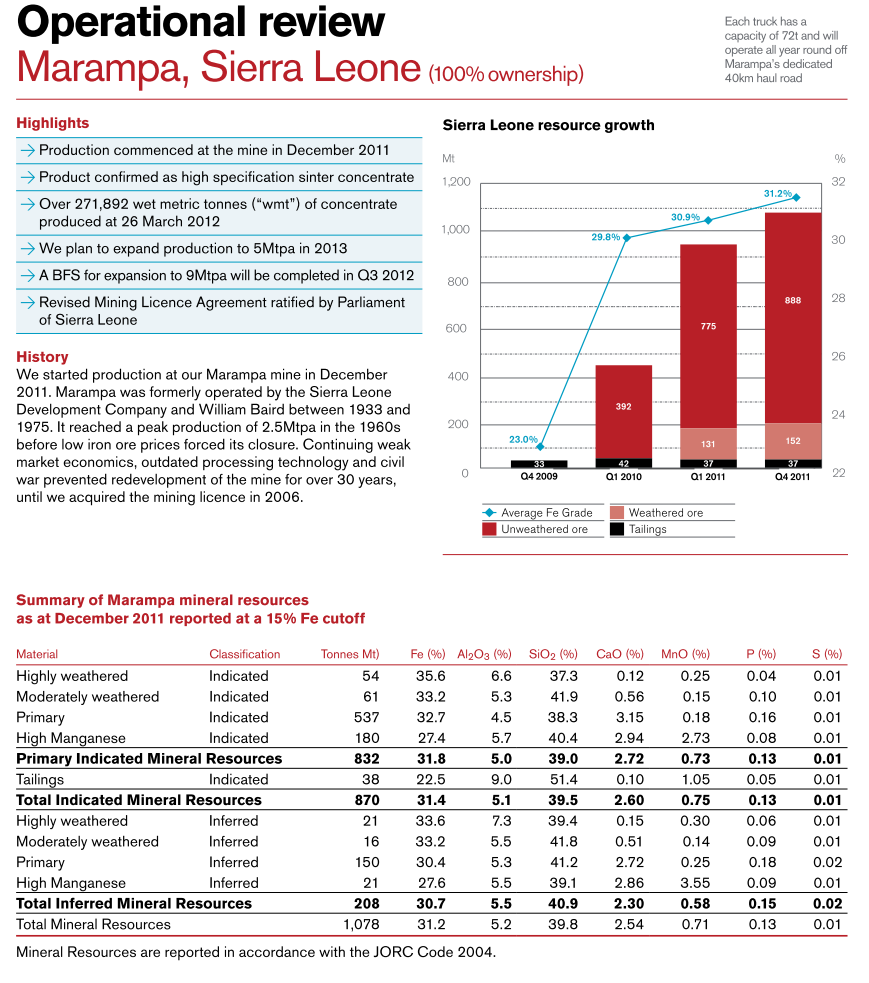 Operational review
Marampa, Sierra Leone (100% ownership)
Each truck has a
capacity of 72t and will
operate all year round off
Marampa's dedicated
40km haul road
Highlights
→ Production commenced at the mine in December 2011
→ Product confirmed as high specification sinter concentrate
→ Over 271,892 wet metric tonnes ("wmt") of concentrate
produced at 26 March 2012
→ We plan to expand production to 5Mtpa in 2013
→ A BFS for expansion to 9Mtpa will be completed in Q3 2012
→ Revised Mining Licence Agreement ratified by Parliament
of Sierra Leone
History
We started production at our Marampa mine in December
2011. Marampa was formerly operated by the Sierra Leone
Development Company and William Baird between 1933 and
1975. It reached a peak production of 2.5Mtpa in the 1960s
before low iron ore prices forced its closure. Continuing weak
market economics, outdated processing technology and civil
war prevented redevelopment of the mine for over 30 years,
until we acquired the mining licence in 2006.
Sierra Leone resource growth
Mt %
1,200 32
31.2%
30.9%
1,000 29.8% 30
888
800 28
775
600 26
400 392 24
200 131 152
23.0%
33 42 37 37
0 22
Q4 2009 Q1 2010 Q1 2011 Q4 2011
Average Fe Grade Weathered ore
Unweathered ore Tailings
Summary of Marampa mineral resources
as at December 2011 reported at a 15% Fe cutoff
Material Classification Tonnes Mt) Fe (%) Al₂O₃ (%) SiO₂ (%) CaO (%) MnO (%) P (%) S (%)
Highly weathered Indicated 54 35.6 6.6 37.3 0.12 0.25 0.04 0.01
Moderately weathered Indicated 61 33.2 5.3 41.9 0.56 0.15 0.10 0.01
Primary Indicated 537 32.7 4.5 38.3 3.15 0.18 0.16 0.01
High Manganese Indicated 180 27.4 5.7 40.4 2.94 2.73 0.08 0.01
Primary Indicated Mineral Resources 832 31.8 5.0 39.0 2.72 0.73 0.13 0.01
Tailings Indicated 38 22.5 9.0 51.4 0.10 1.05 0.05 0.01
Total Indicated Mineral Resources 870 31.4 5.1 39.5 2.60 0.75 0.13 0.01
Highly weathered Inferred 21 33.6 7.3 39.4 0.15 0.30 0.06 0.01
Moderately weathered Inferred 16 33.2 5.5 41.8 0.51 0.14 0.09 0.01
Primary Inferred 150 30.4 5.3 41.2 2.72 0.25 0.18 0.02
High Manganese Inferred 21 27.6 5.5 39.1 2.86 3.55 0.09 0.01
Total Inferred Mineral Resources 208 30.7 5.5 40.9 2.30 0.58 0.15 0.02
Total Mineral Resources 1,078 31.2 5.2 39.8 2.54 0.71 0.13 0.01
Mineral Resources are reported in accordance with the JORC Code 2004.